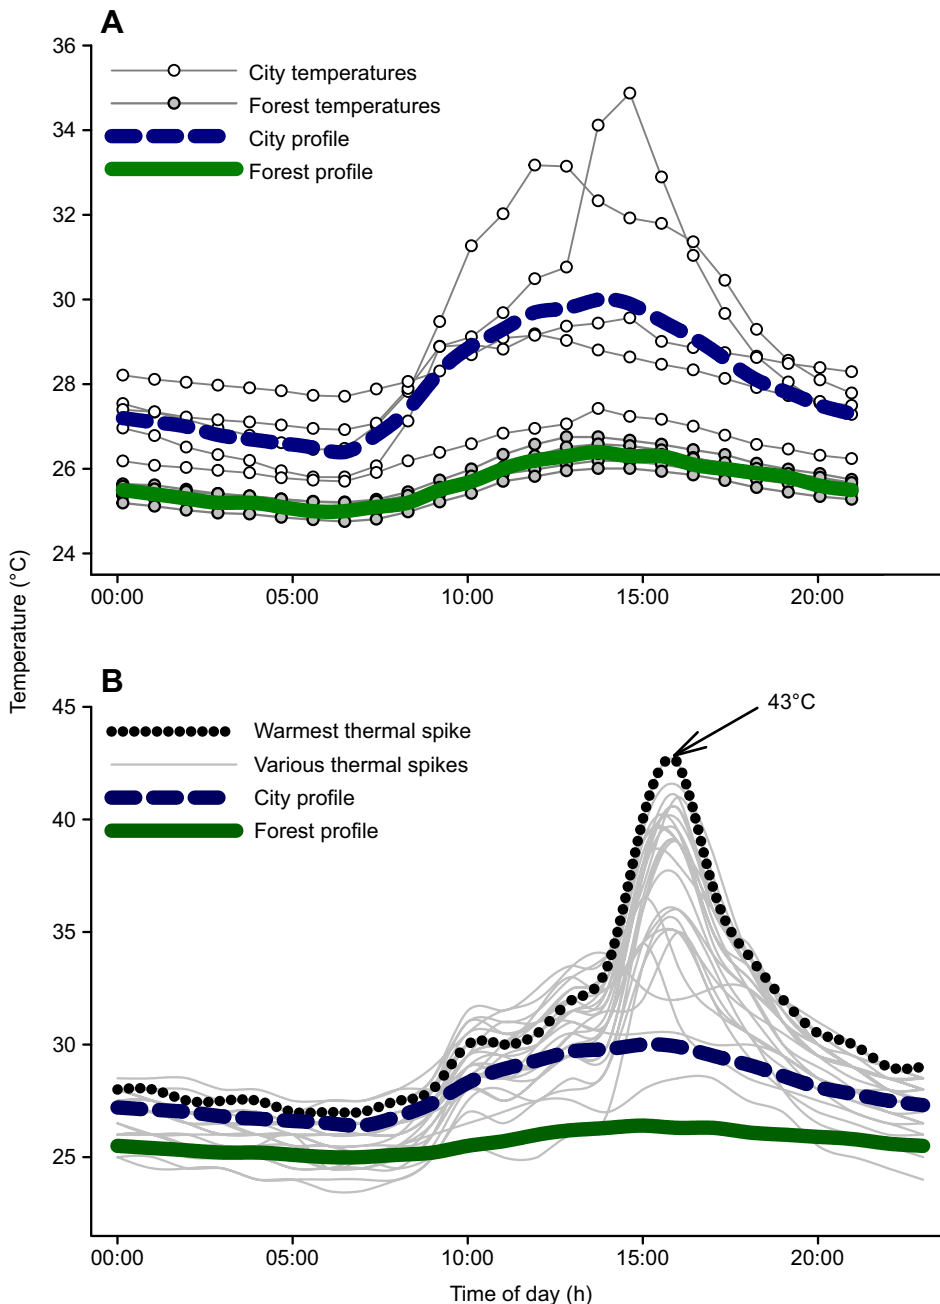 A
36
34
32
30
28
26
24
City temperatures
Forest temperatures
City profile
Forest profile
00:00 05:00 10:00 15:00 20:00
Temperature (°C)
B
45
40
35
30
25
Warmest thermal spike
Various thermal spikes
City profile
Forest profile
43°C
00:00 05:00 10:00 15:00 20:00
Time of day (h)